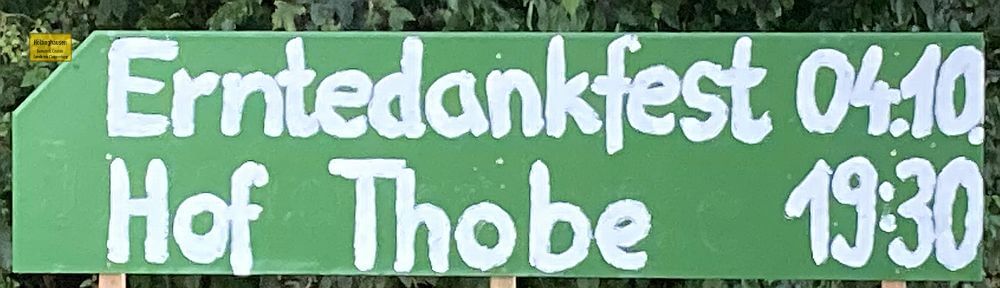 Erntedankfest 04.10.
Hof Thobe 19:30